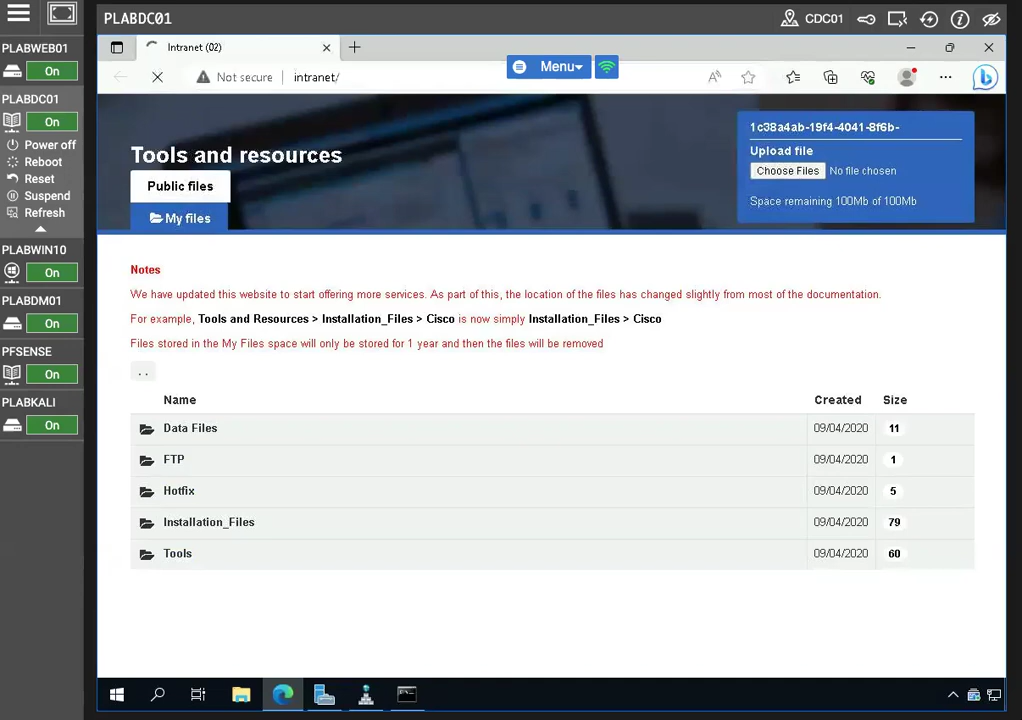 PLABDC01
CDC01
PLABWEB01
On
PLABDC01
On
Power off
Reboot
Reset
Suspend
Refresh
PLABWIN10
On
PLABDM01
On
PFSENSE
On
PLABKALI
On
Intranet (02)
Not secure
intranet/
Menu
Tools and resources
Public files
My files
1c38a4ab-19f4-4041-8f6b-
Upload file
Choose Files No file chosen
Space remaining 100Mb of 100Mb
Notes
We have updated this website to start offering more services. As part of this, the location of the files has changed slightly from most of the documentation.
For example, Tools and Resources > Installation_Files > Cisco is now simply Installation_Files > Cisco
Files stored in the My Files space will only be stored for 1 year and then the files will be removed
..
Name Created Size
Data Files 09/04/2020 11
FTP 09/04/2020 1
Hotfix 09/04/2020 5
Installation_Files 09/04/2020 79
Tools 09/04/2020 60